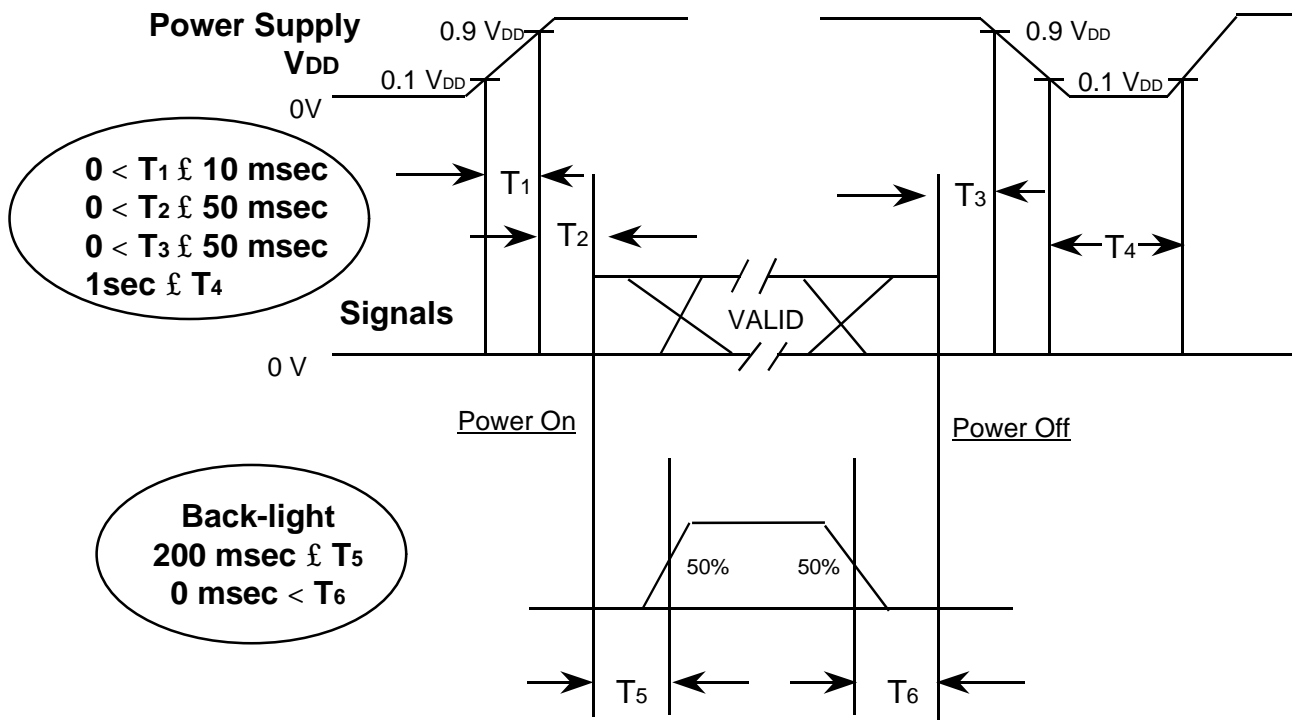 Power Supply
VDD
0.9 VDD
0.1 VDD
0V
0.9 VDD
0.1 VDD
0 < T1 £ 10 msec
0 < T2 £ 50 msec
0 < T3 £ 50 msec
1sec £ T4
T1
T2
T3
T4
Signals
VALID
0 V
Power On
Power Off
Back-light
200 msec £ T5
0 msec < T6
50%
50%
T5
T6